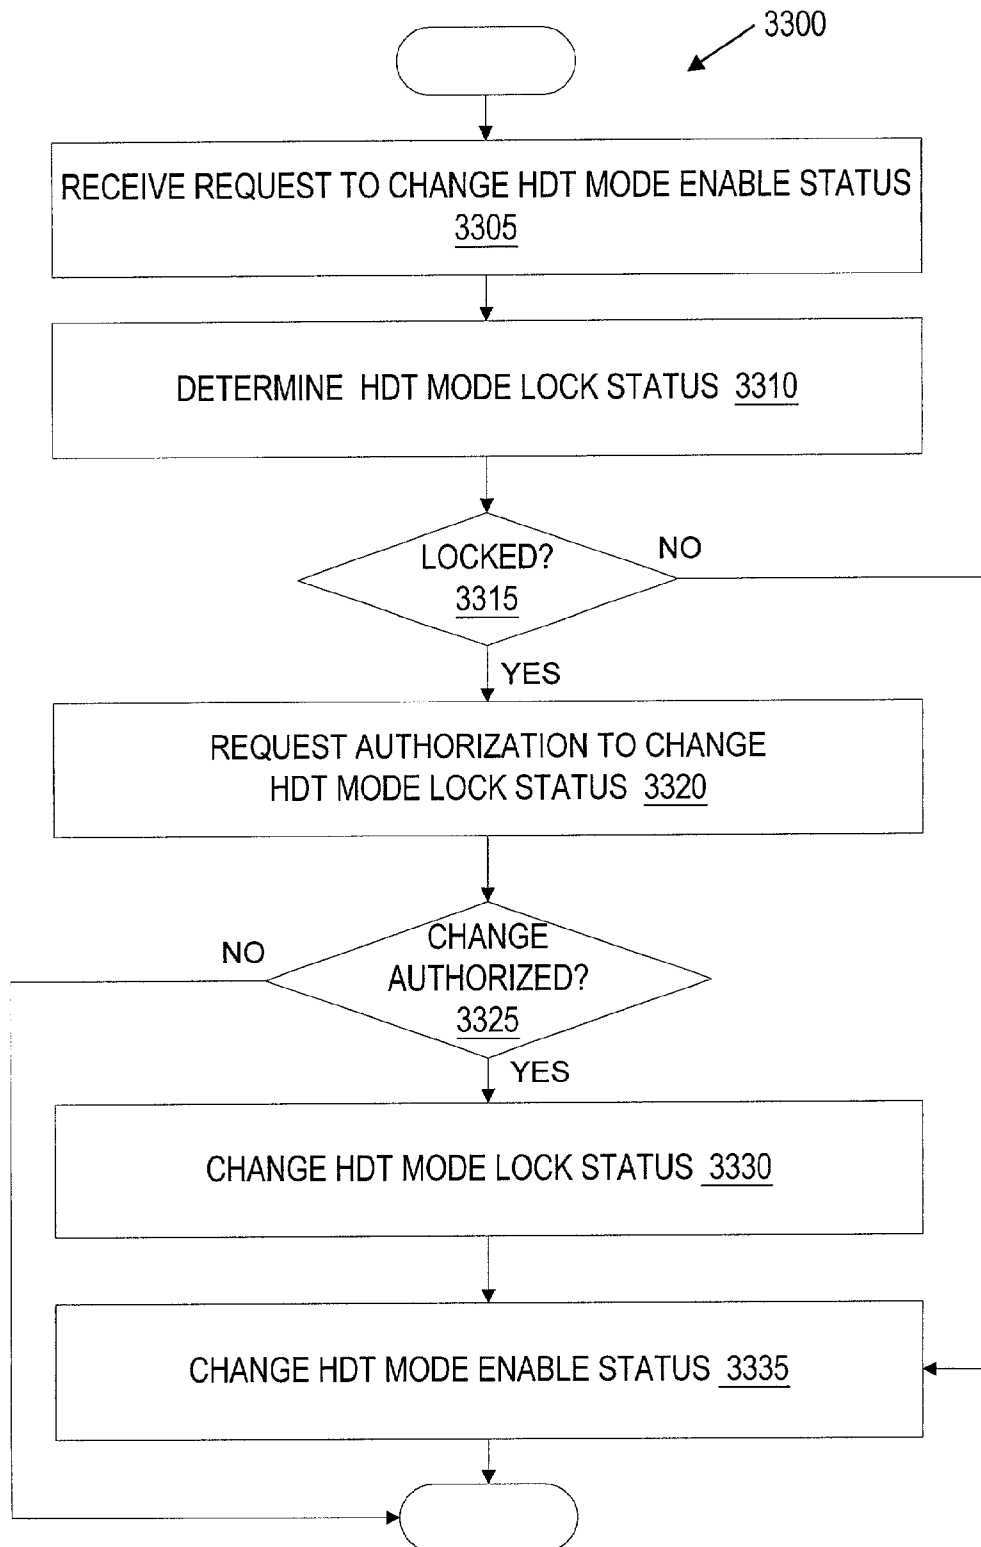 3300
RECEIVE REQUEST TO CHANGE HDT MODE ENABLE STATUS
3305
DETERMINE HDT MODE LOCK STATUS 3310
LOCKED?
3315
NO
YES
REQUEST AUTHORIZATION TO CHANGE
HDT MODE LOCK STATUS 3320
NO
CHANGE
AUTHORIZED?
3325
YES
CHANGE HDT MODE LOCK STATUS 3330
CHANGE HDT MODE ENABLE STATUS 3335